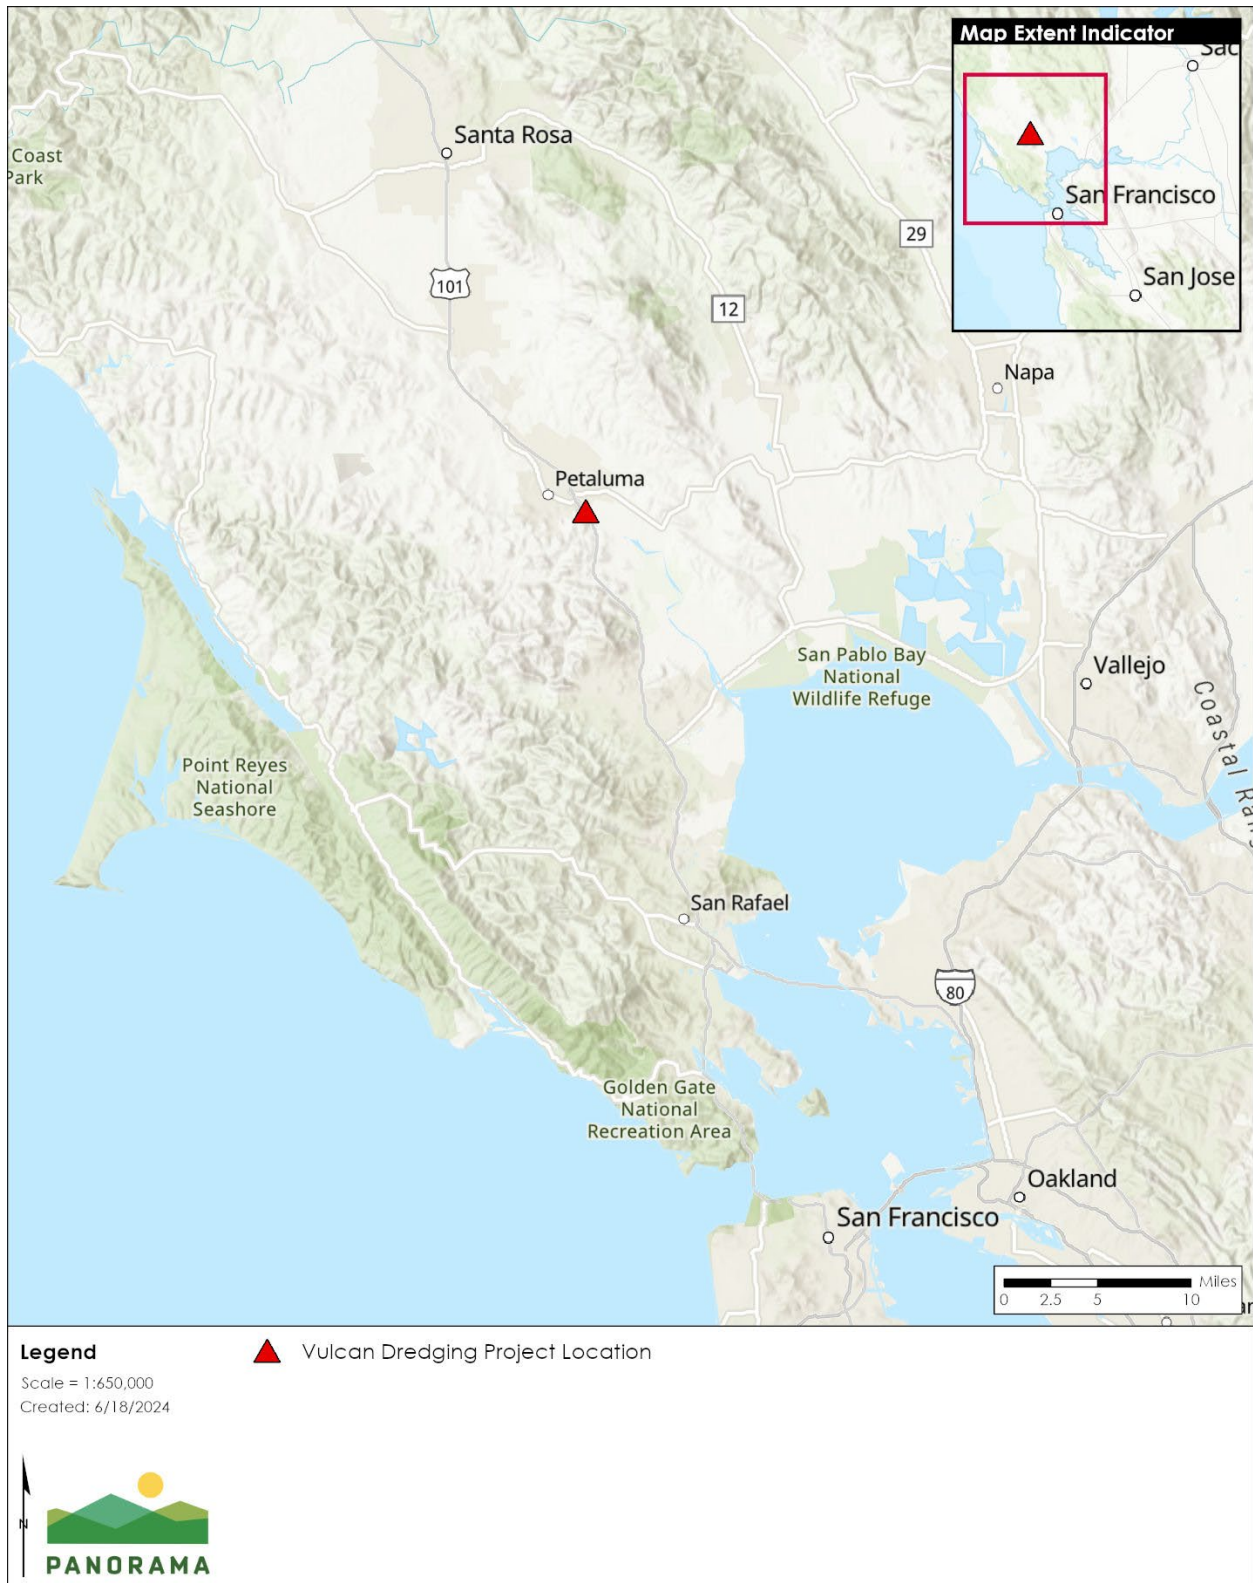 Map Extent Indicator
Sac
San Francisco
San Jose
Coast
Park
Santa Rosa
29
101
12
Napa
Petaluma
San Pablo Bay
National
Wildlife Refuge
Vallejo
Coastal Rang
Point Reyes
National
Seashore
San Rafael
80
Golden Gate
National
Recreation Area
Oakland
San Francisco
Miles
0 2.5 5 10
Legend
Vulcan Dredging Project Location
Scale = 1:650,000
Created: 6/18/2024
N
PANORAMA